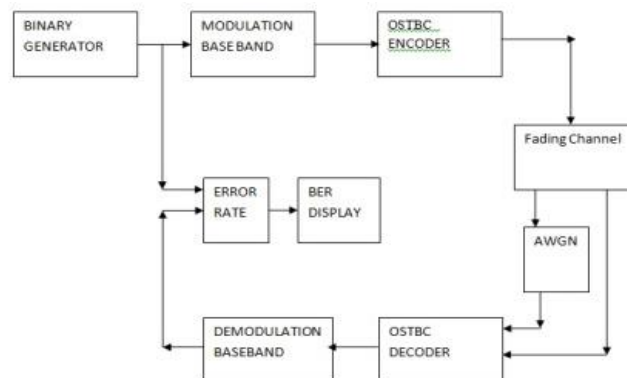 BINARY
GENERATOR
MODULATION
BASE BAND
OSTBC
ENCODER
Fading Channel
ERROR
RATE
BER
DISPLAY
AWGN
DEMODULATION
BASEBAND
OSTBC
DECODER